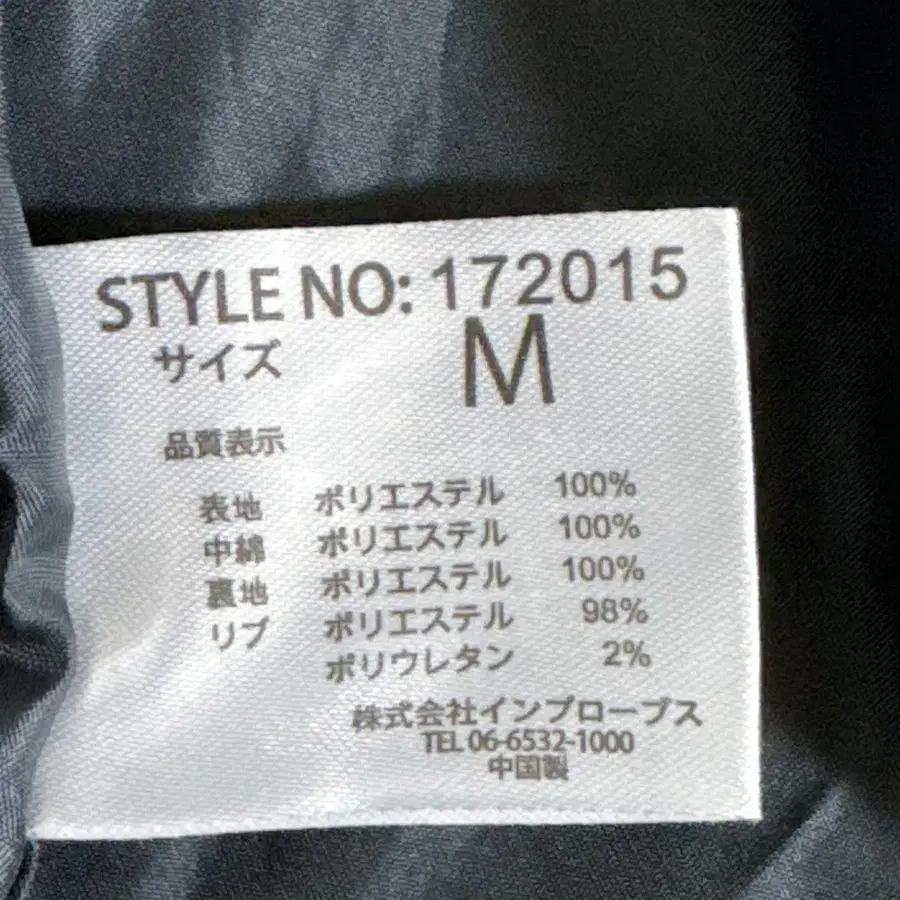 STYLE NO: 172015
サイズ M
品質表示
表地 ポリエステル 100%
中綿 ポリエステル 100%
裏地 ポリエステル 100%
リブ ポリエステル 98%
ポリウレタン 2%
株式会社インプローブス
TEL 06-6532-1000
中国製